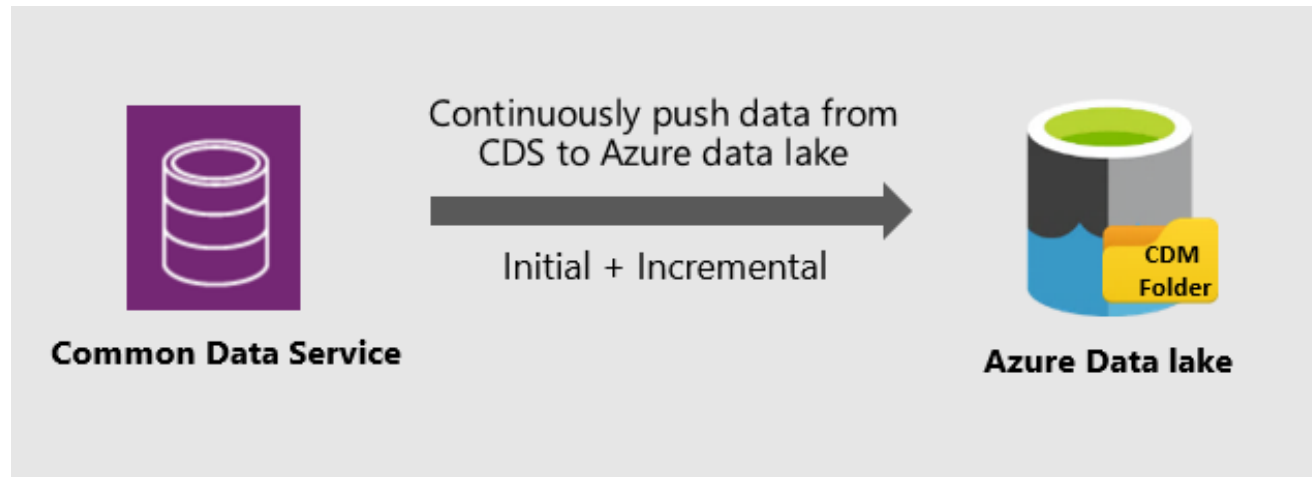 Continuously push data from
CDS to Azure data lake
Initial + Incremental
CDM
Folder
Common Data Service
Azure Data lake